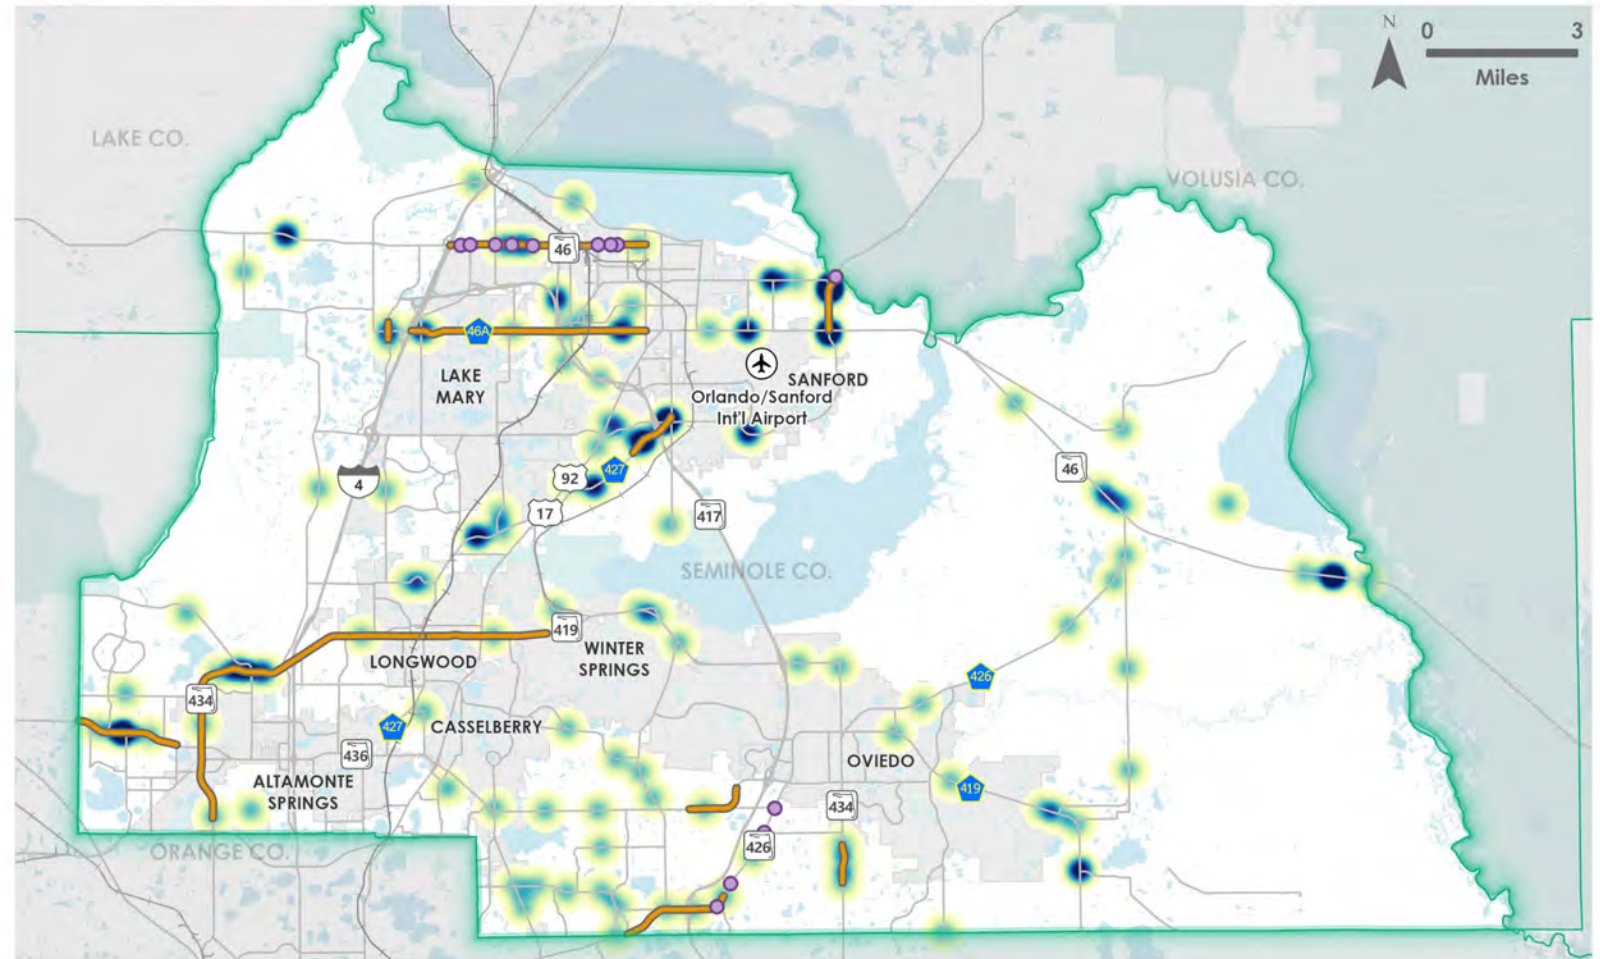 N
0 3
Miles
LAKE CO.
VOLUSIA CO.
46
46A
LAKE
MARY
SANFORD
Orlando/Sanford
Int'l Airport
4
92
427
17
417
46
SEMINOLE CO.
419
WINTER
SPRINGS
LONGWOOD
434
426
427
CASSELBERRY
436
OVIEDO
ALTAMONTE
SPRINGS
419
434
426
ORANGE CO.